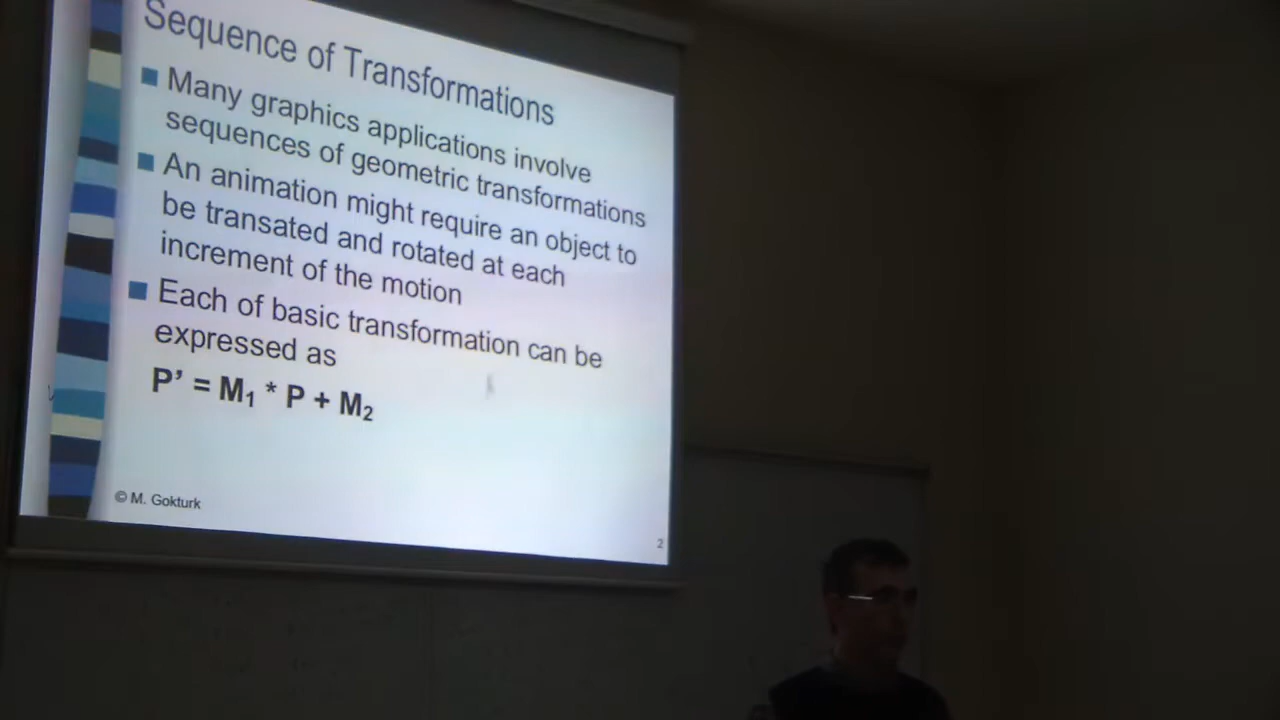 Sequence of Transformations
Many graphics applications involve
sequences of geometric transformations
An animation might require an object to
be transated and rotated at each
increment of the motion
Each of basic transformation can be
expressed as
P' = M₁ * P + M₂
© M. Gokturk
2